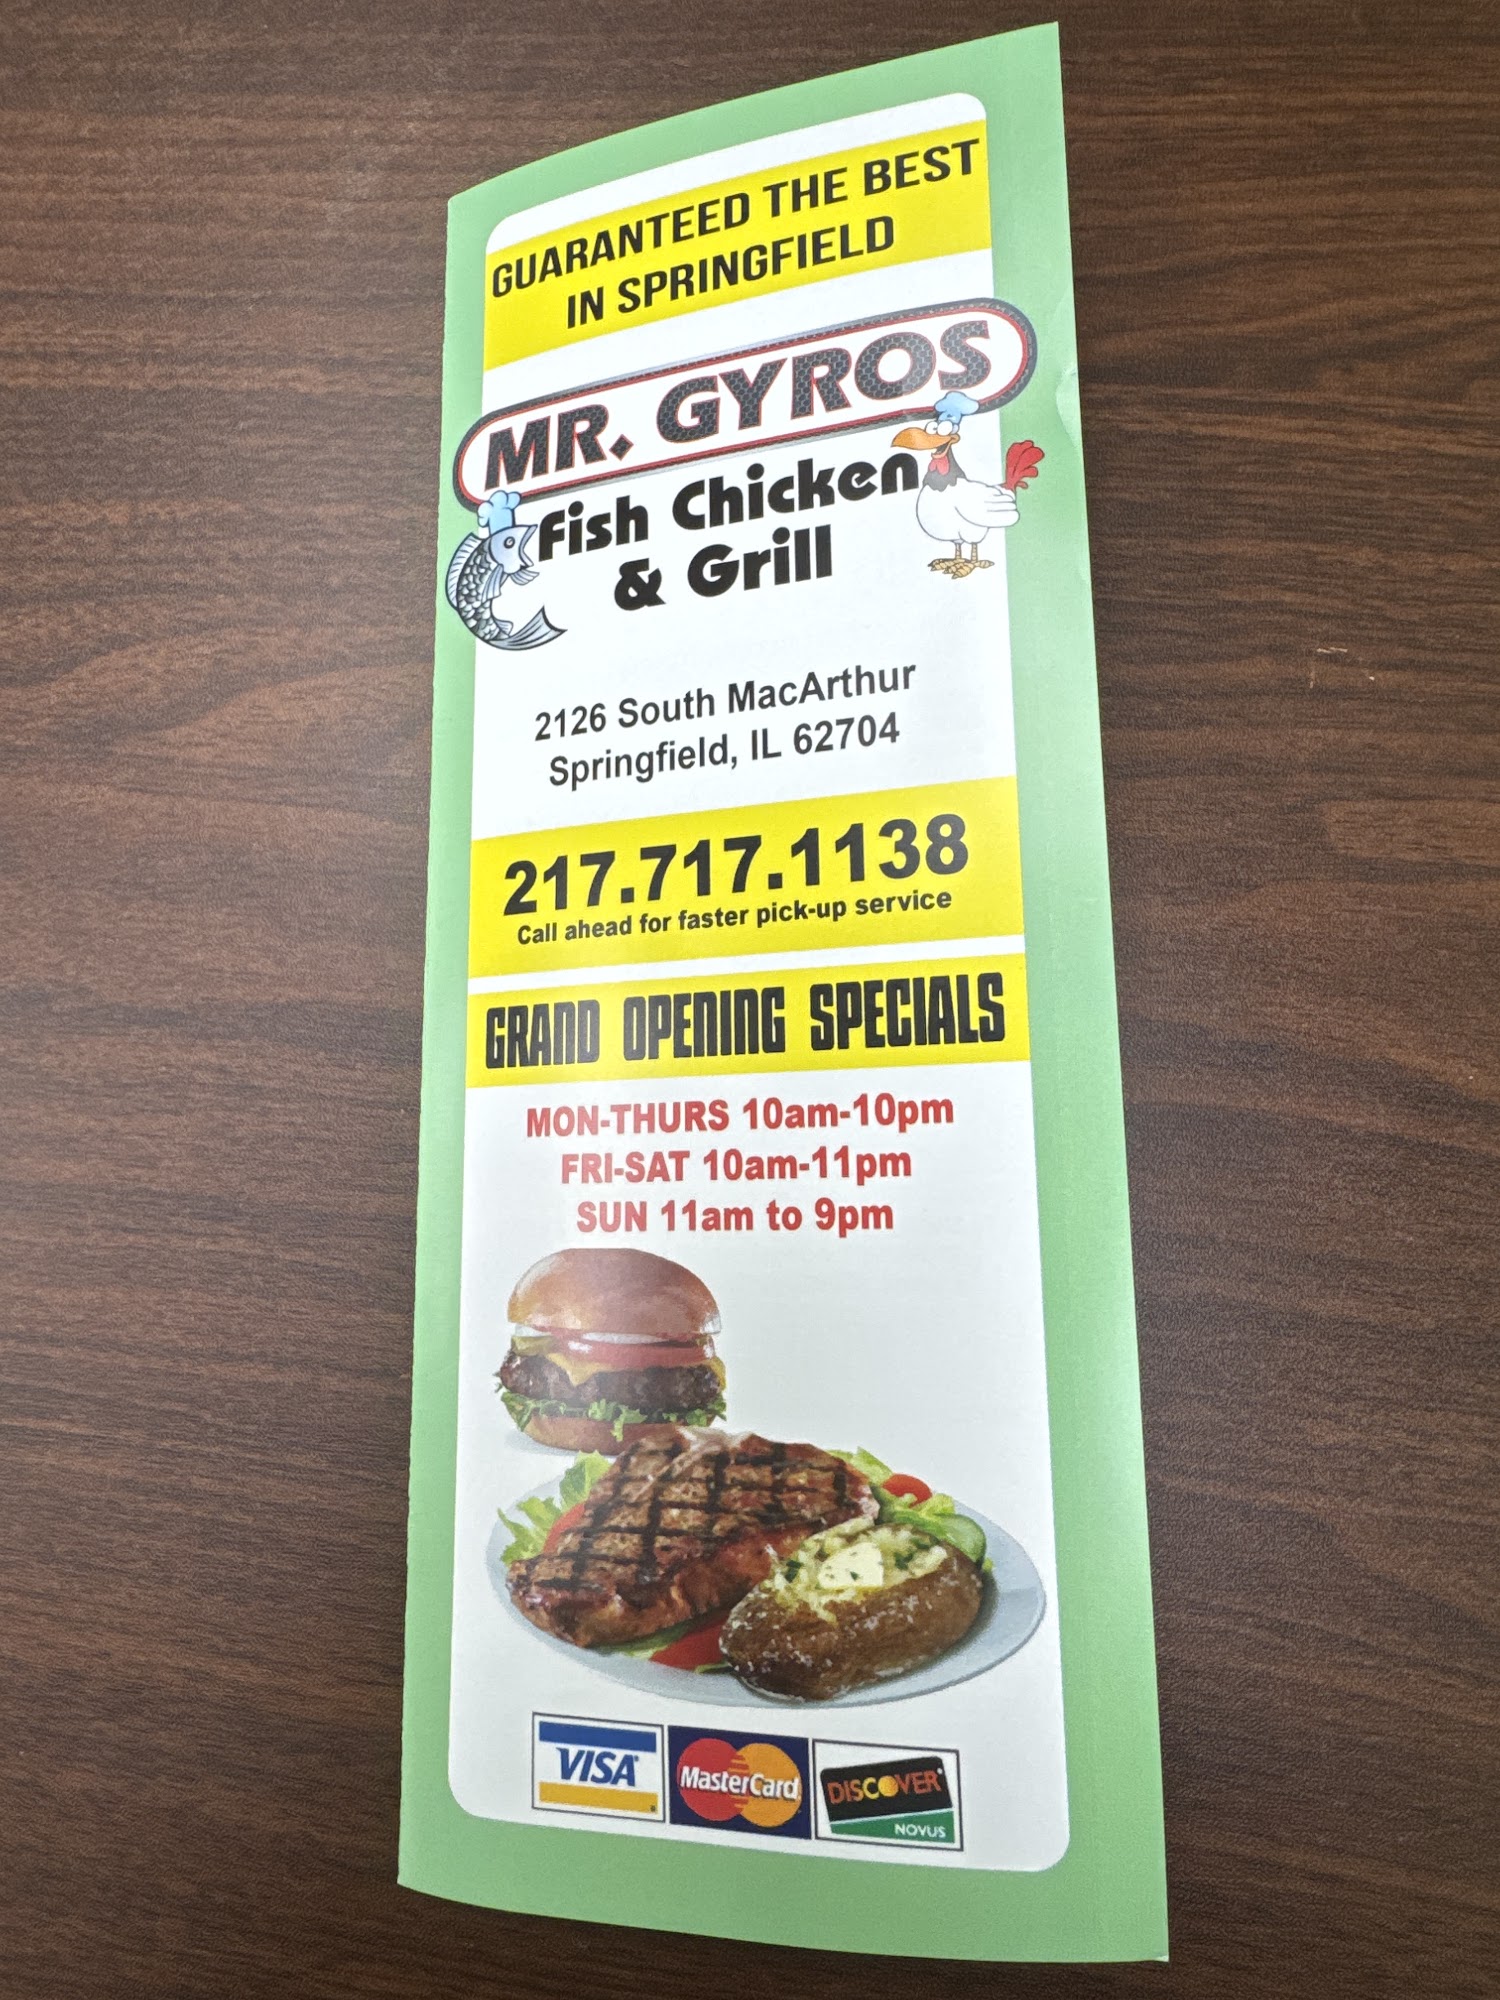 GUARANTEED THE BEST
IN SPRINGFIELD
MR. GYROS
Fish Chicken
& Grill
2126 South MacArthur
Springfield, IL 62704
217.717.1138
Call ahead for faster pick-up service
GRAND OPENING SPECIALS
MON-THURS 10am-10pm
FRI-SAT 10am-11pm
SUN 11am to 9pm
VISA
MasterCard
DISCOVER
NOVUS